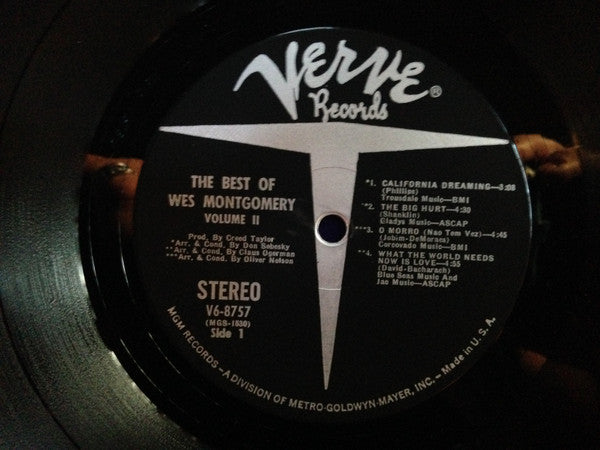 VERVE®
Records
THE BEST OF
WES MONTGOMERY
VOLUME II
Prod. By Creed Taylor
*Arr. & Cond. By Don Sebesky
**Arr. & Cond. By Claus Ogerman
***Arr. & Cond. By Oliver Nelson
STEREO
V6-8757
(MGS-1830)
Side 1
*1. CALIFORNIA DREAMING—3:08
(Phillips)
Trousdale Music—BMI
*2. THE BIG HURT—4:30
(Shanklin)
Gladys Music—ASCAP
***3. O MORRO (Nao Tem Vez)—4:45
(Jobim-DeMoraes)
Corcovado Music—BMI
**4. WHAT THE WORLD NEEDS
NOW IS LOVE—4:55
(David-Bacharach)
Blue Seas Music And
Jac Music—ASCAP
MGM RECORDS – A DIVISION OF METRO-GOLDWYN-MAYER, INC. – Made in U. S. A.